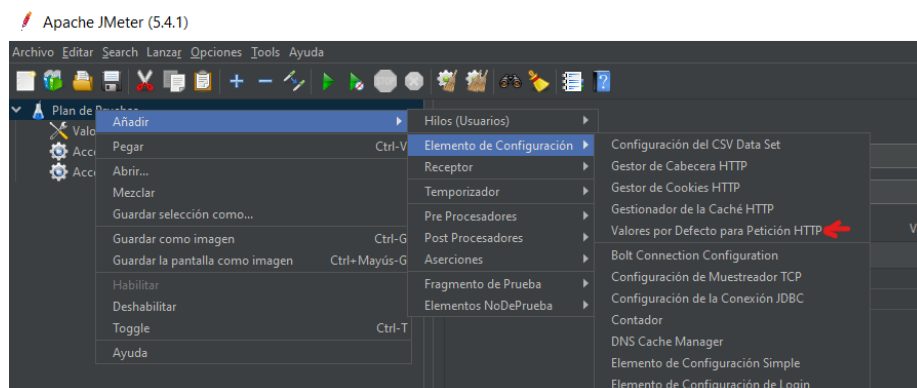 Apache JMeter (5.4.1)
Archivo Editar Search Lanzar Opciones Tools Ayuda
Plan de Pruebas
Valo
Acc
Acc
Añadir
Pegar Ctrl-V
Abrir...
Mezclar
Guardar selección como...
Guardar como imagen Ctrl-G
Guardar la pantalla como imagen Ctrl+Mayús-G
Habilitar
Deshabilitar
Toggle Ctrl-T
Ayuda
Hilos (Usuarios)
Elemento de Configuración
Receptor
Temporizador
Pre Procesadores
Post Procesadores
Aserciones
Fragmento de Prueba
Elementos NoDePrueba
Configuración del CSV Data Set
Gestor de Cabecera HTTP
Gestor de Cookies HTTP
Gestionador de la Caché HTTP
Valores por Defecto para Petición HTTP
Bolt Connection Configuration
Configuración de Muestreador TCP
Configuración de la Conexión JDBC
Contador
DNS Cache Manager
Elemento de Configuración Simple
Elemento de Configuración de Login
V